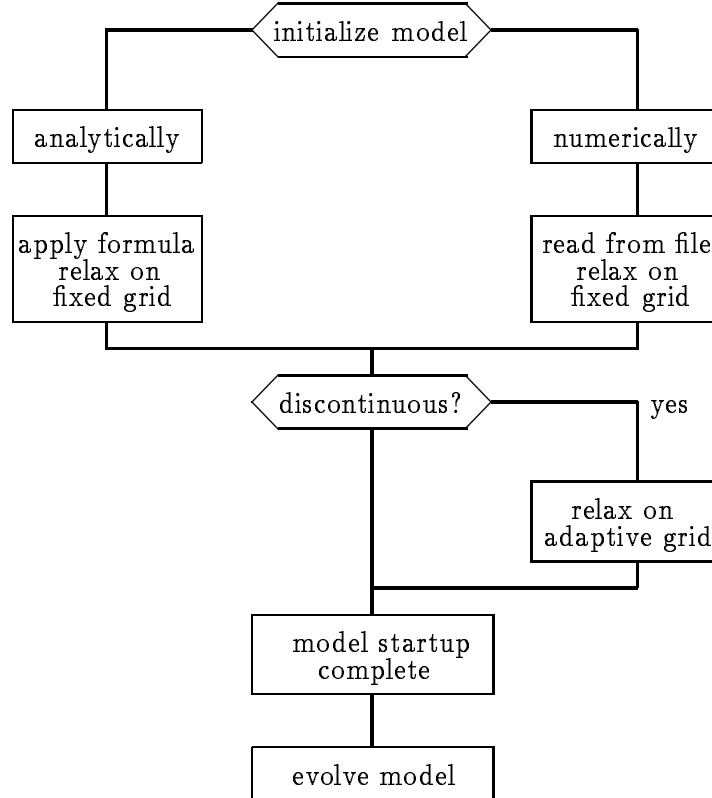 initialize model
analytically
numerically
apply formula
relax on
fixed grid
read from file
relax on
fixed grid
discontinuous?
yes
relax on
adaptive grid
model startup
complete
evolve model